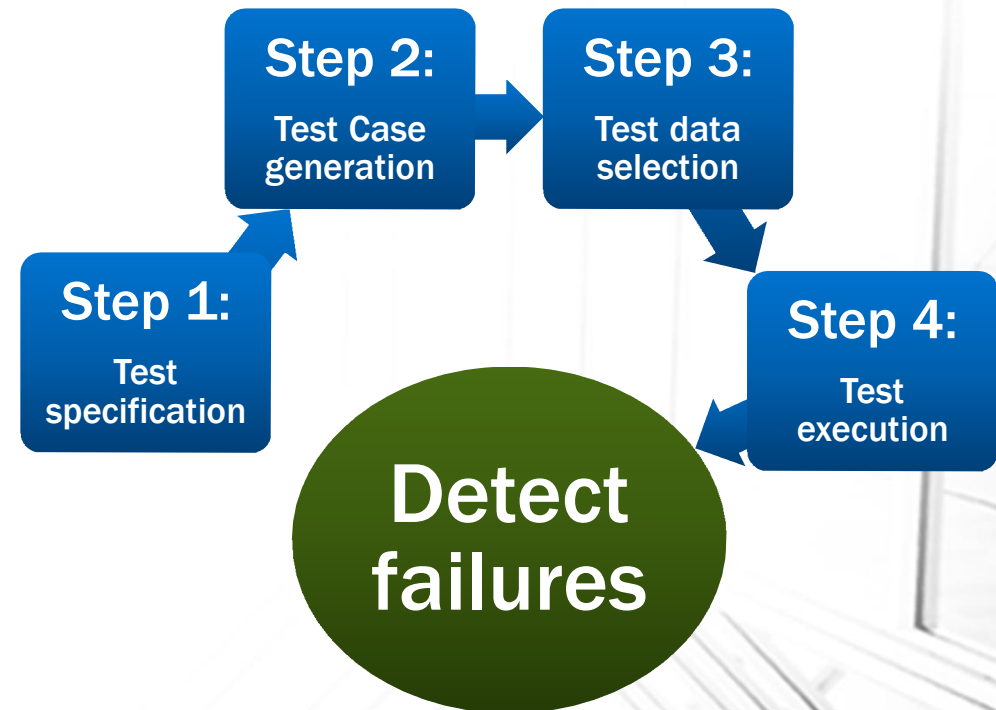 Step 1:
Test
specification
Step 2:
Test Case
generation
Step 3:
Test data
selection
Step 4:
Test
execution
Detect
failures